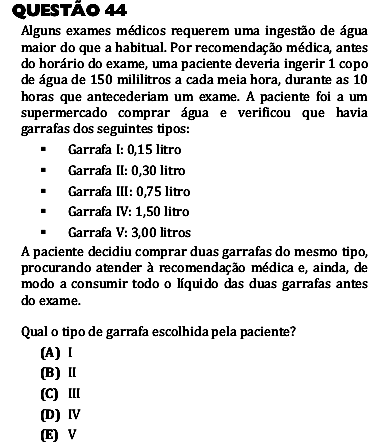 QUESTÃO 44
Alguns exames médicos requerem uma ingestão de água
maior do que a habitual. Por recomendação médica, antes
do horário do exame, uma paciente deveria ingerir 1 copo
de água de 150 mililitros a cada meia hora, durante as 10
horas que antecederiam um exame. A paciente foi a um
supermercado comprar água e verificou que havia
garrafas dos seguintes tipos:
▪ Garrafa I: 0,15 litro
▪ Garrafa II: 0,30 litro
▪ Garrafa III: 0,75 litro
▪ Garrafa IV: 1,50 litro
▪ Garrafa V: 3,00 litros
A paciente decidiu comprar duas garrafas do mesmo tipo,
procurando atender à recomendação médica e, ainda, de
modo a consumir todo o líquido das duas garrafas antes
do exame.
Qual o tipo de garrafa escolhida pela paciente?
(A) I
(B) II
(C) III
(D) IV
(E) V